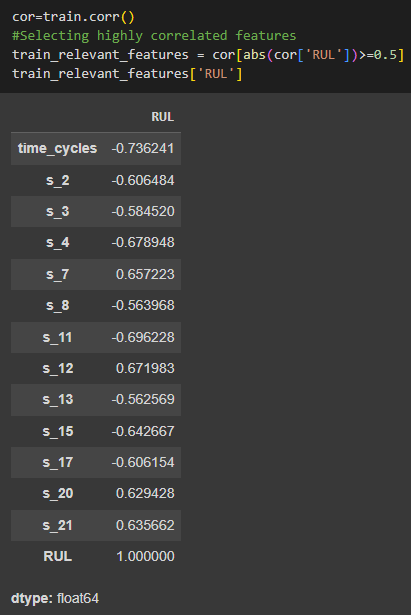 cor=train.corr()
#Selecting highly correlated features
train_relevant_features = cor[abs(cor['RUL'])>=0.5]
train_relevant_features['RUL']
RUL
time_cycles -0.736241
s_2 -0.606484
s_3 -0.584520
s_4 -0.678948
s_7 0.657223
s_8 -0.563968
s_11 -0.696228
s_12 0.671983
s_13 -0.562569
s_15 -0.642667
s_17 -0.606154
s_20 0.629428
s_21 0.635662
RUL 1.000000
dtype: float64